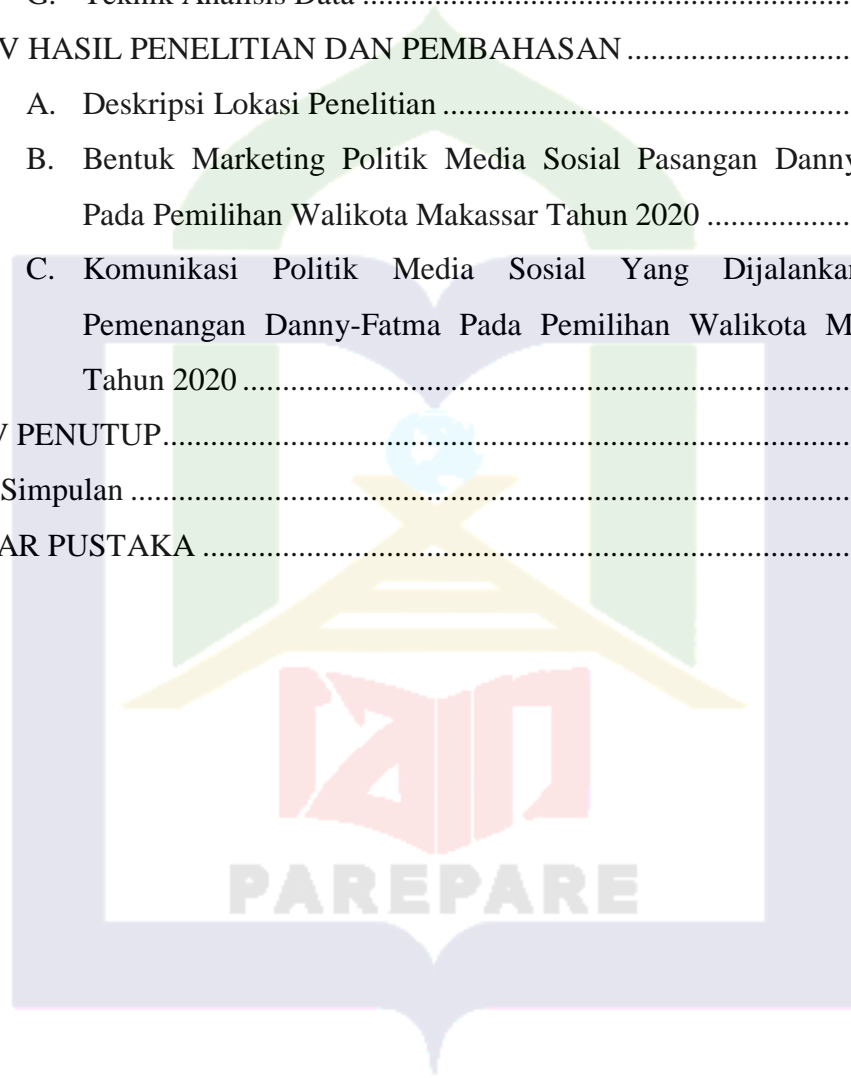 G. Teknik Analisis Data ................................................................
V HASIL PENELITIAN DAN PEMBAHASAN ............................
A. Deskripsi Lokasi Penelitian ....................................................
B. Bentuk Marketing Politik Media Sosial Pasangan Danny
Pada Pemilihan Walikota Makassar Tahun 2020 ..................
C. Komunikasi Politik Media Sosial Yang Dijalankan
Pemenangan Danny-Fatma Pada Pemilihan Walikota M
Tahun 2020 ..............................................................................
V PENUTUP.....................................................................................
Simpulan .........................................................................................
AR PUSTAKA ................................................................................
PAREPARE